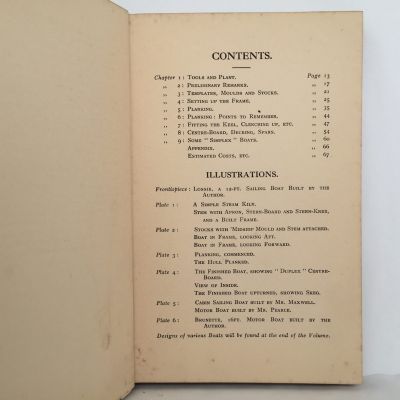 CONTENTS.
Chapter 1: Tools and Plant. Page 13
„ 2: Preliminary Remarks. „ 17
„ 3: Templates, Moulds and Stocks. „ 21
„ 4: Setting up the Frame. „ 25
„ 5: Planking. „ 35
„ 6: Planking: Points to Remember. „ 44
„ 7: Fitting the Keel, Clenching up, etc. „ 47
„ 8: Centre-Board, Decking, Spars. „ 54
„ 9: Some "Simplex" Boats. „ 60
Appendix. „ 66
Estimated Costs, etc. „ 67
ILLUSTRATIONS.
Frontispiece: Lonnie, a 12-ft. Sailing Boat Built by the
Author.
Plate 1: A Simple Steam Kiln.
Stem with Apron, Stern-Board and Stern-Knee,
and a Built Frame.
Plate 2: Stocks with 'Midship Mould and Stem attached.
Boat in Frame, looking Aft.
Boat in Frame, looking Forward.
Plate 3: Planking, commenced.
The Hull Planked.
Plate 4: The Finished Boat, showing "Duplex" Centre-
Board.
View of Inside.
The Finished Boat upturned, showing Skeg.
Plate 5: Cabin Sailing Boat built by Mr. Maxwell.
Motor Boat built by Mr. Pearce.
Plate 6: Brunette, 16ft. Motor Boat built by the
Author.
Designs of various Boats will be found at the end of the Volume.